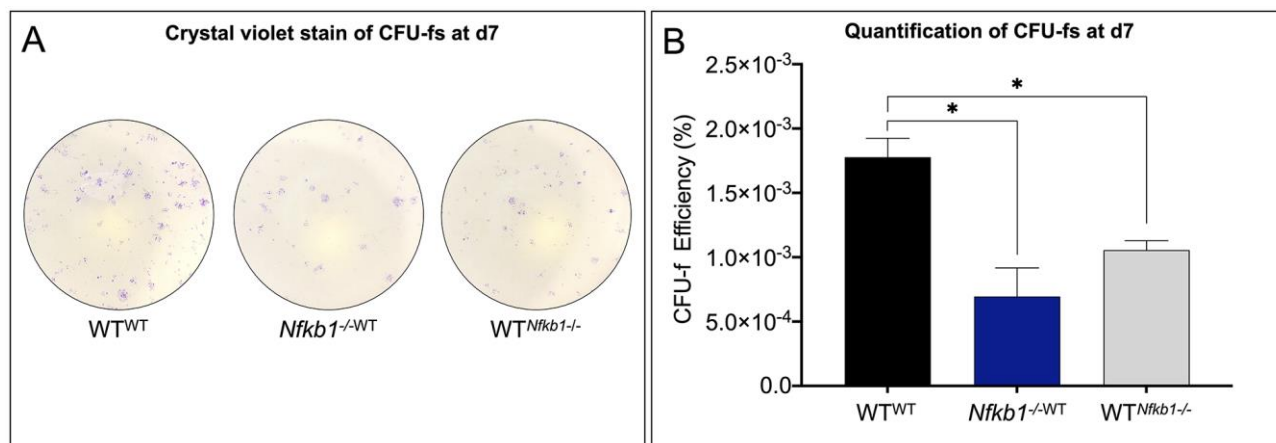 A
Crystal violet stain of CFU-fs at d7
WTᵂᵀ
Nfkb1⁻/⁻ᵂᵀ
WTᴺᶠᵏᵇ¹⁻/⁻
B
Quantification of CFU-fs at d7
CFU-f Efficiency (%)
2.5×10⁻³
2.0×10⁻³
1.5×10⁻³
1.0×10⁻³
5.0×10⁻⁴
0.0
*
*
WTᵂᵀ
Nfkb1⁻/⁻ᵂᵀ
WTᴺᶠᵏᵇ¹⁻/⁻